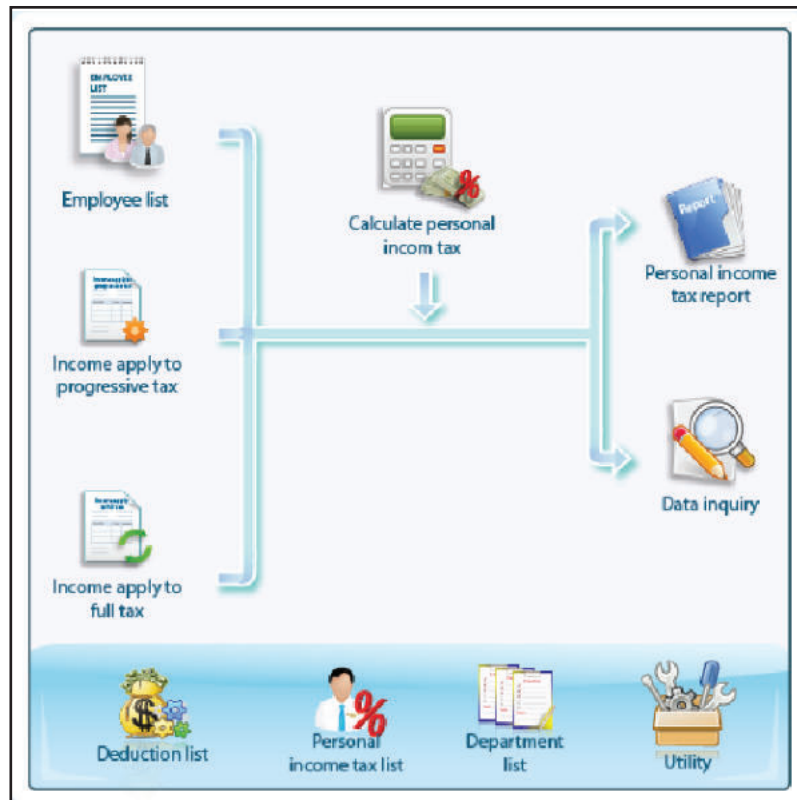 EMPLOYEE
LIST
Employee list
Calculate personal
incom tax
Report
Personal income
tax report
Income apply to
progressive tax
Data inquiry
Income apply to
full tax
Deduction list
Personal
income tax list
Department
list
Utility